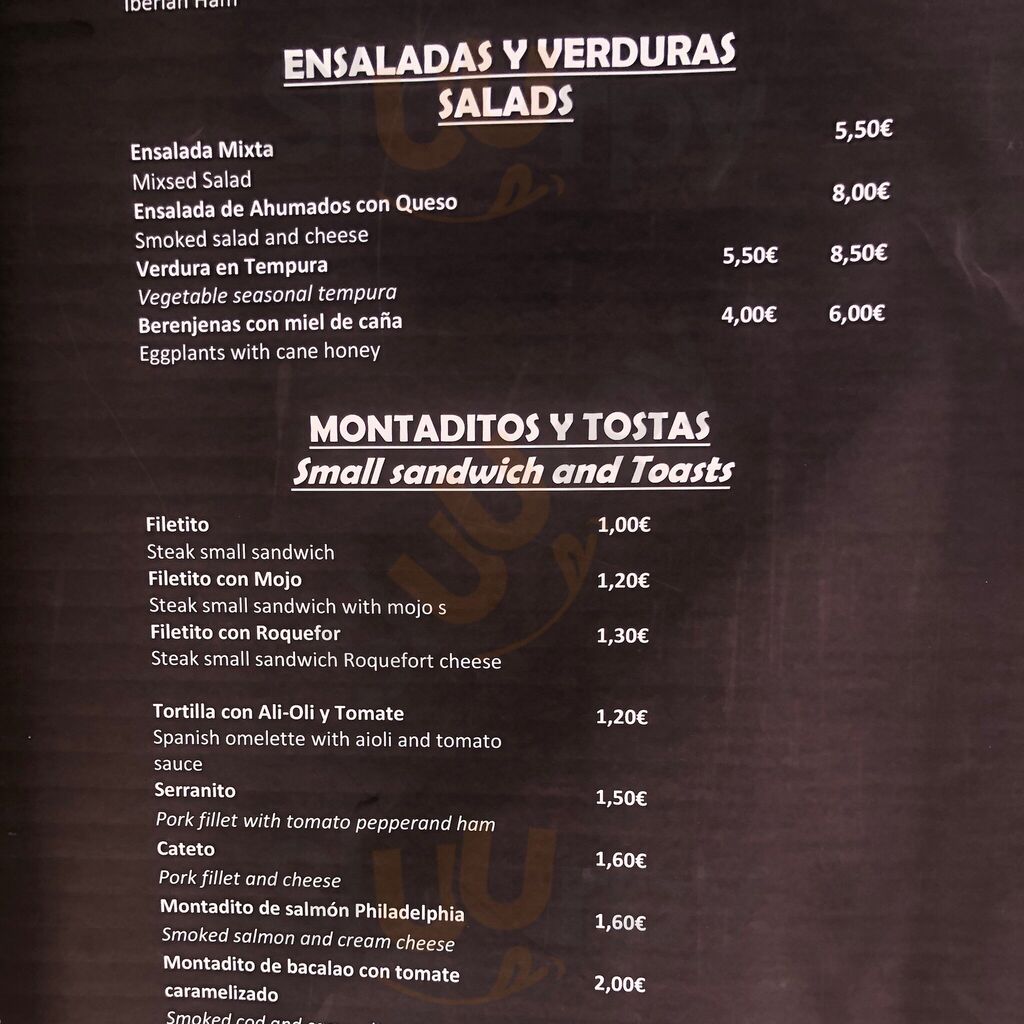 Iberian Ham
ENSALADAS Y VERDURAS
SALADS
Ensalada Mixta 5,50€
Mixsed Salad
Ensalada de Ahumados con Queso 8,00€
Smoked salad and cheese
Verdura en Tempura 5,50€ 8,50€
Vegetable seasonal tempura
Berenjenas con miel de caña 4,00€ 6,00€
Eggplants with cane honey
MONTADITOS Y TOSTAS
Small sandwich and Toasts
Filetito 1,00€
Steak small sandwich
Filetito con Mojo 1,20€
Steak small sandwich with mojo s
Filetito con Roquefor 1,30€
Steak small sandwich Roquefort cheese
Tortilla con Ali-Oli y Tomate 1,20€
Spanish omelette with aioli and tomato
sauce
Serranito 1,50€
Pork fillet with tomato pepperand ham
Cateto 1,60€
Pork fillet and cheese
Montadito de salmón Philadelphia 1,60€
Smoked salmon and cream cheese
Montadito de bacalao con tomate 2,00€
caramelizado
Smoked cod and